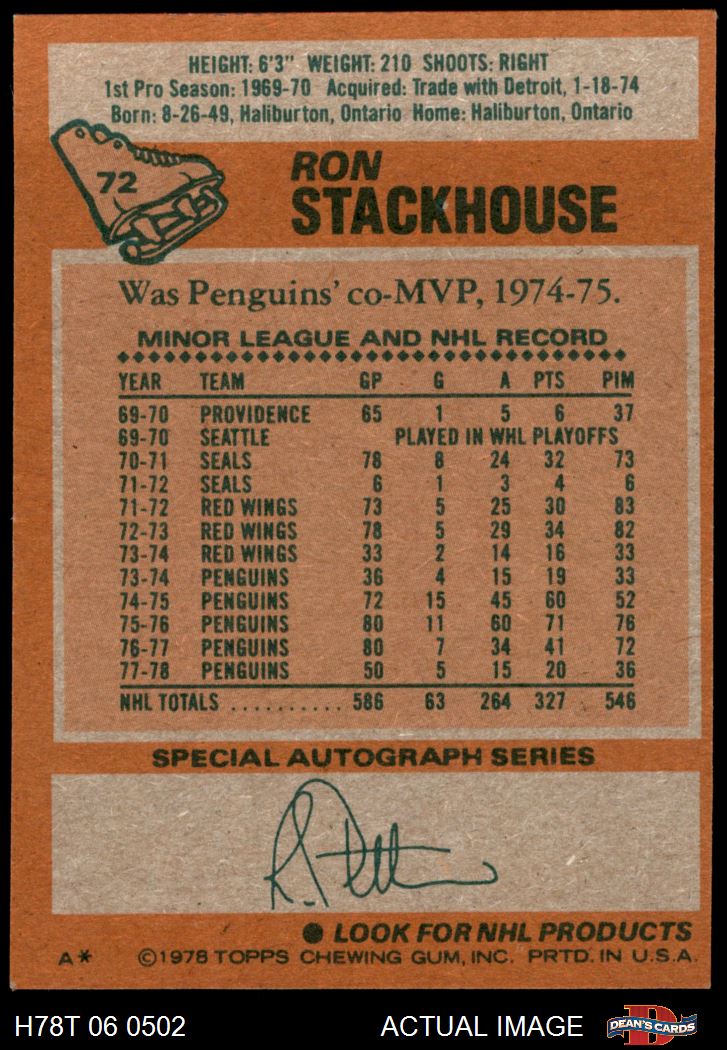 HEIGHT: 6'3" WEIGHT: 210 SHOOTS: RIGHT
1st Pro Season: 1969-70 Acquired: Trade with Detroit, 1-18-74
Born: 8-26-49, Haliburton, Ontario Home: Haliburton, Ontario
72
RON
STACKHOUSE
Was Penguins' co-MVP, 1974-75.
MINOR LEAGUE AND NHL RECORD
YEAR TEAM GP G A PTS PIM
69-70 PROVIDENCE 65 1 5 6 37
69-70 SEATTLE PLAYED IN WHL PLAYOFFS
70-71 SEALS 78 8 24 32 73
71-72 SEALS 6 1 3 4 6
71-72 RED WINGS 73 5 25 30 83
72-73 RED WINGS 78 5 29 34 82
73-74 RED WINGS 33 2 14 16 33
73-74 PENGUINS 36 4 15 19 33
74-75 PENGUINS 72 15 45 60 52
75-76 PENGUINS 80 11 60 71 76
76-77 PENGUINS 80 7 34 41 72
77-78 PENGUINS 50 5 15 20 36
NHL TOTALS .......... 586 63 264 327 546
SPECIAL AUTOGRAPH SERIES
● LOOK FOR NHL PRODUCTS
A* ©1978 TOPPS CHEWING GUM, INC. PRTD. IN U.S.A.
H78T 06 0502 ACTUAL IMAGE DEAN'S CARDS